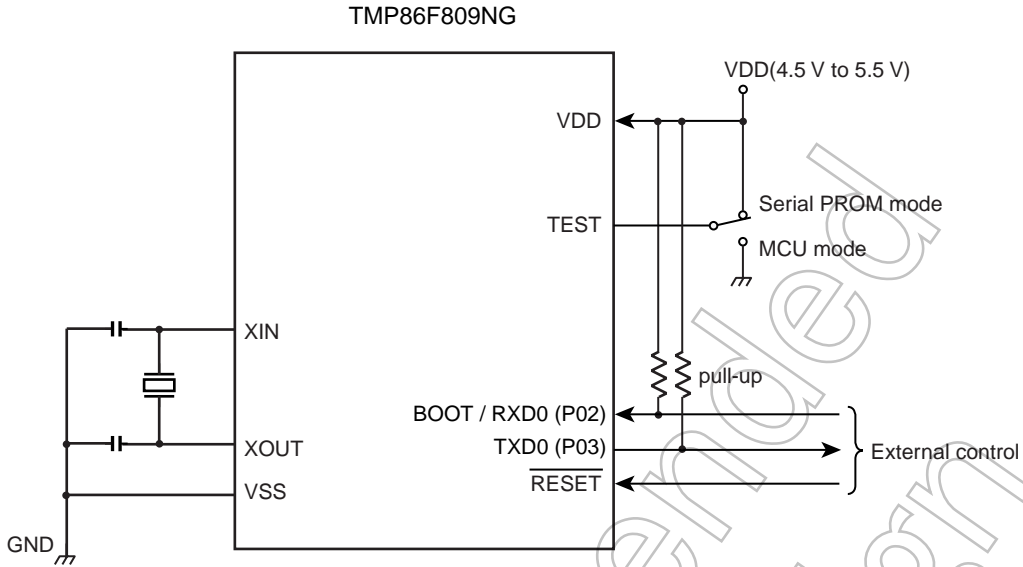 TMP86F809NG
VDD(4.5 V to 5.5 V)
VDD
Serial PROM mode
TEST
MCU mode
XIN
pull-up
BOOT / RXD0 (P02)
XOUT
TXD0 (P03)
External control
RESET
VSS
GND